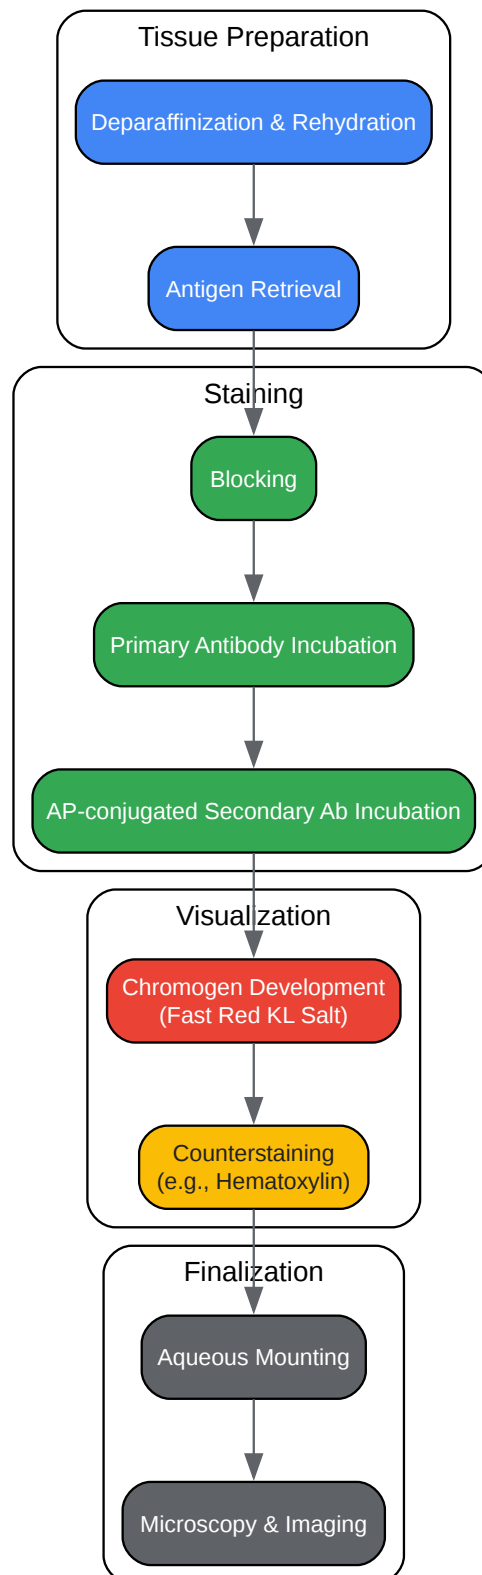 Tissue Preparation
Deparaffinization & Rehydration
Antigen Retrieval
Staining
Blocking
Primary Antibody Incubation
AP-conjugated Secondary Ab Incubation
Visualization
Chromogen Development
(Fast Red KL Salt)
Counterstaining
(e.g., Hematoxylin)
Finalization
Aqueous Mounting
Microscopy & Imaging